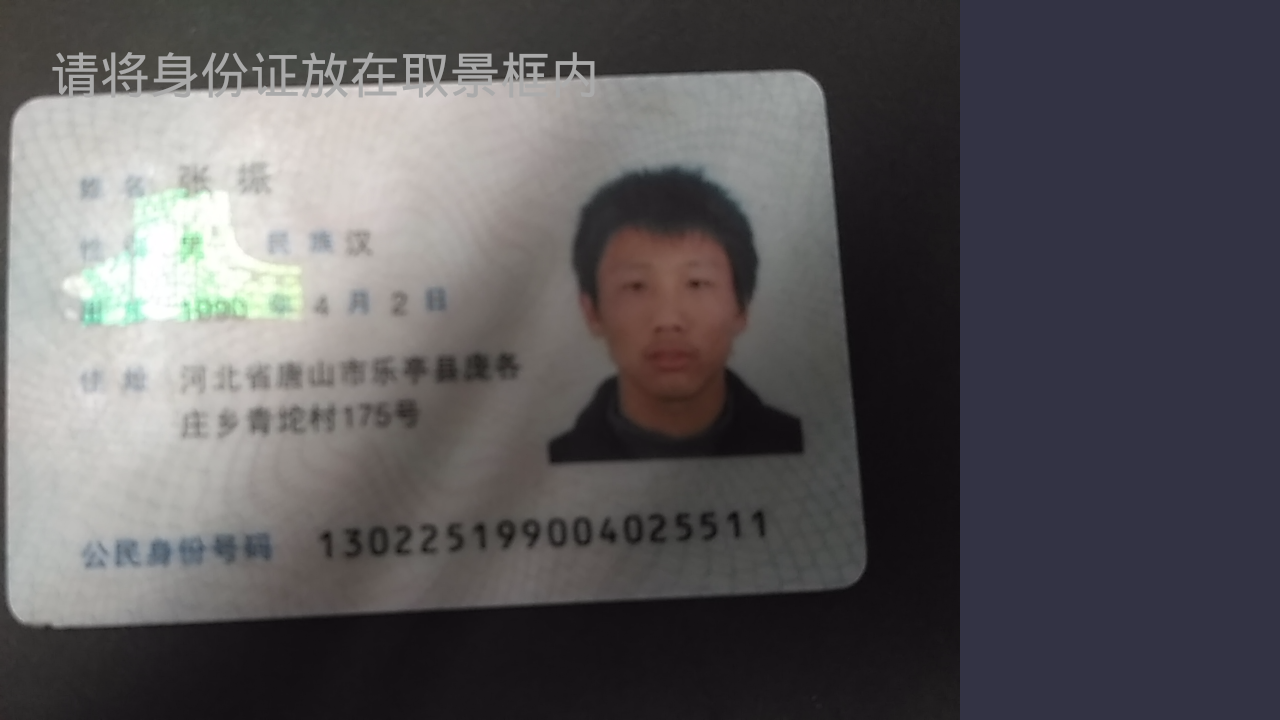 请将身份证放在取景框内
姓名 张振
性别 男 民族 汉
出生 1990 年 4 月 2 日
住址 河北省唐山市乐亭县庞各
庄乡青坨村175号
公民身份号码 130225199004025511